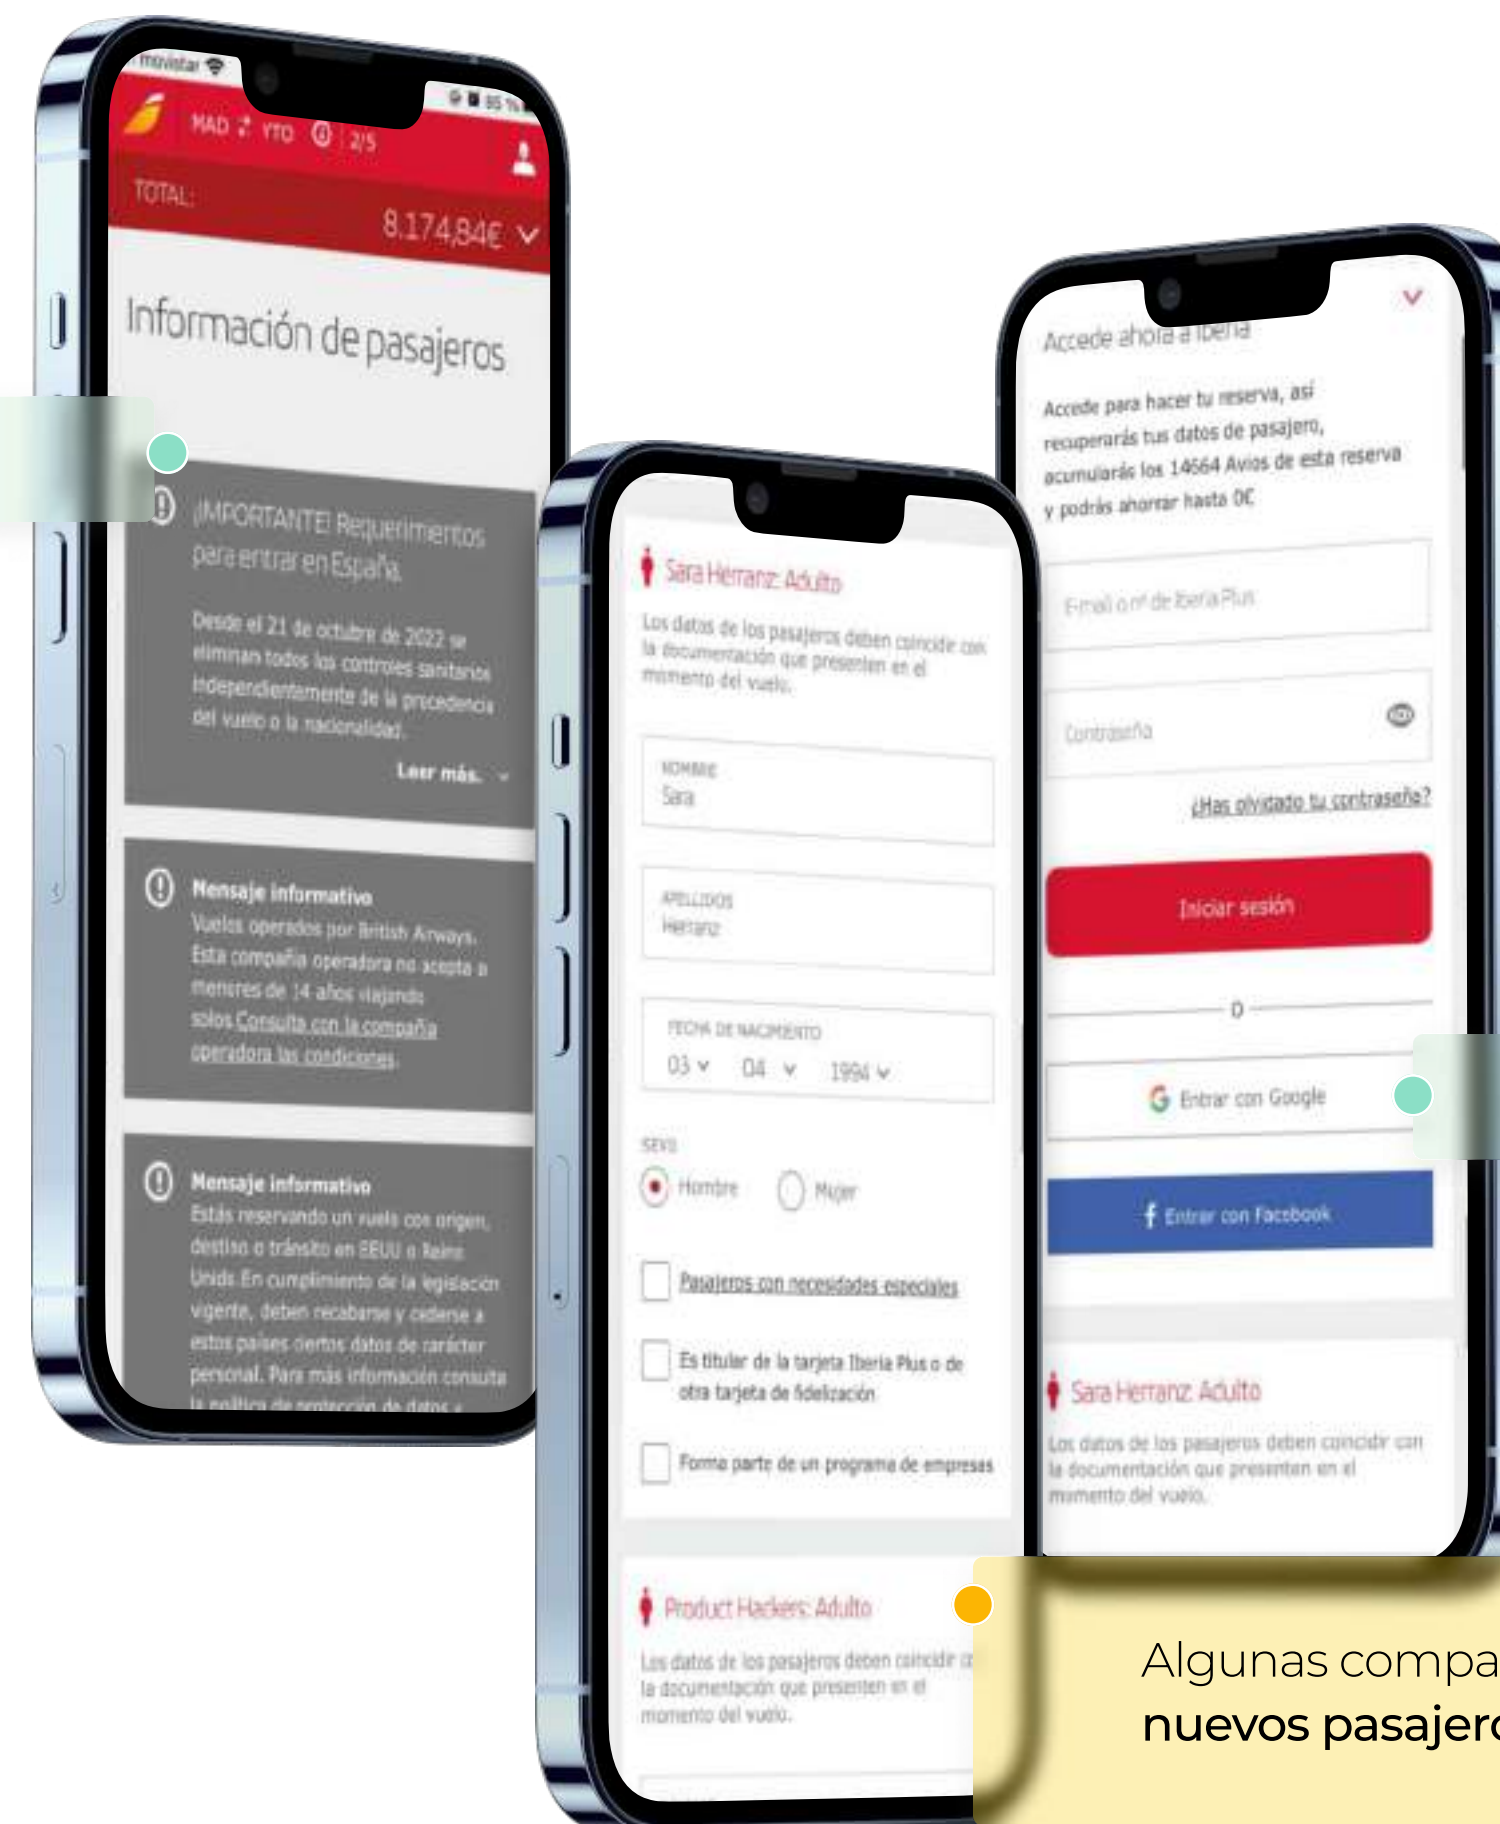 movistar
85 %
MAD ⇄ YTO 2/5
TOTAL:
8.174,84€
Información de pasajeros
¡IMPORTANTE! Requerimientos
para entrar en España.
Desde el 21 de octubre de 2022 se
eliminan todos los controles sanitarios
independientemente de la procedencia
del vuelo o la nacionalidad.
Leer más.
Mensaje informativo
Vuelos operados por British Airways.
Esta compañía operadora no acepta a
menores de 14 años viajando
solos.Consulta con la compañía
operadora las condiciones.
Mensaje informativo
Estás reservando un vuelo con origen,
destino o tránsito en EEUU o Reino
Unido.En cumplimiento de la legislación
vigente, deben recabarse y cederse a
estos países ciertos datos de carácter
personal. Para más información consulta
la política de protección de datos
Sara Herranz: Adulto
Los datos de los pasajeros deben coincidir con
la documentación que presenten en el
momento del vuelo.
NOMBRE
Sara
APELLIDOS
Herranz
FECHA DE NACIMIENTO
03 04 1994
SEXO
Hombre Mujer
Pasajeros con necesidades especiales
Es titular de la tarjeta Iberia Plus o de
otra tarjeta de fidelización
Forma parte de un programa de empresas
Product Hackers: Adulto
Los datos de los pasajeros deben coincidir
la documentación que presenten en el
momento del vuelo.
Accede ahora a Iberia
Accede para hacer tu reserva, así
recuperarás tus datos de pasajero,
acumularás los 14664 Avios de esta reserva
y podrás ahorrar hasta 0€
E-mail o nº de Iberia Plus
Contraseña
¿Has olvidado tu contraseña?
Iniciar sesión
O
Entrar con Google
Entrar con Facebook
Sara Herranz: Adulto
Los datos de los pasajeros deben coincidir con
la documentación que presenten en el
momento del vuelo.
Algunas compa
nuevos pasajero